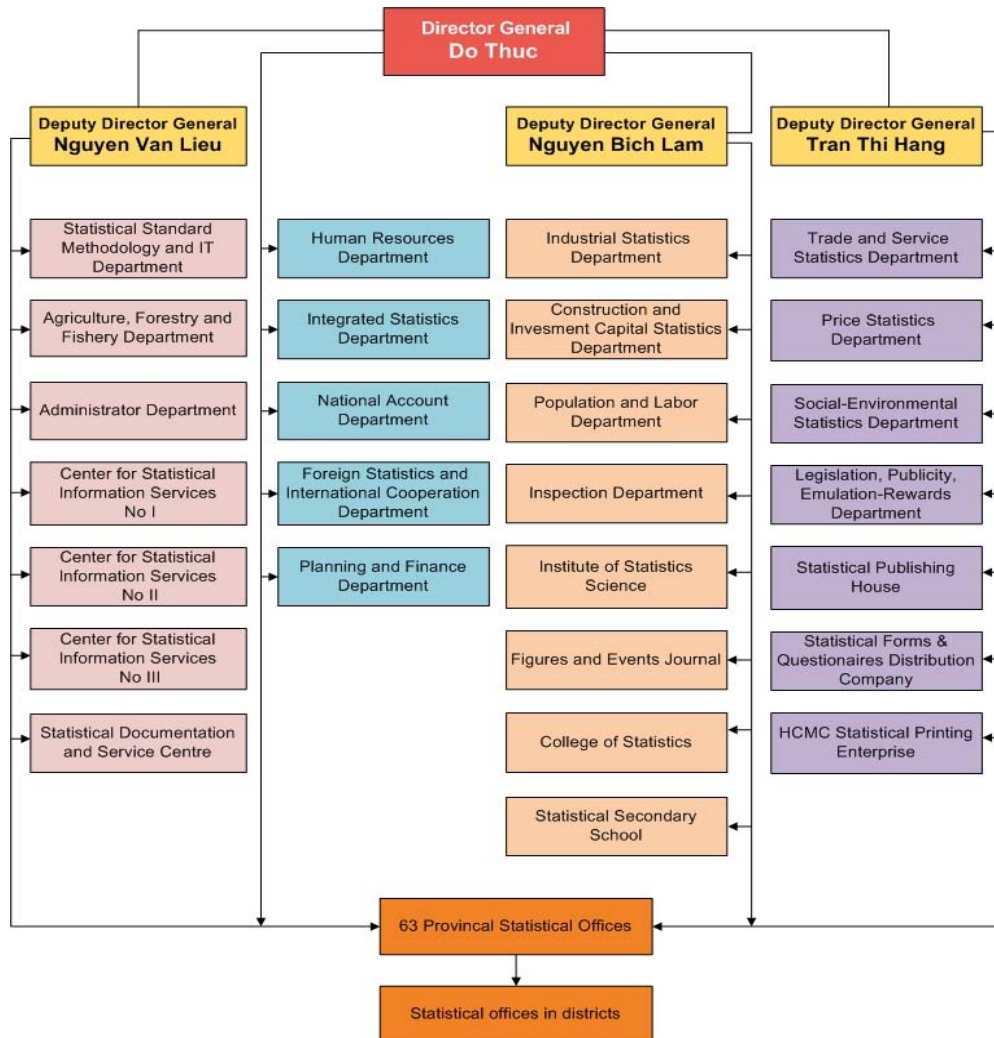 Director General
Do Thuc
Deputy Director General
Nguyen Van Lieu
Deputy Director General
Nguyen Bich Lam
Deputy Director General
Tran Thi Hang
Statistical Standard
Methodology and IT
Department
Agriculture, Forestry and
Fishery Department
Administrator Department
Center for Statistical
Information Services
No I
Center for Statistical
Information Services
No II
Center for Statistical
Information Services
No III
Statistical Documentation
and Service Centre
Human Resources
Department
Integrated Statistics
Department
National Account
Department
Foreign Statistics and
International Cooperation
Department
Planning and Finance
Department
Industrial Statistics
Department
Construction and
Invesment Capital Statistics
Department
Population and Labor
Department
Inspection Department
Institute of Statistics
Science
Figures and Events Journal
College of Statistics
Statistical Secondary
School
Trade and Service
Statistics Department
Price Statistics
Department
Social-Environmental
Statistics Department
Legislation, Publicity,
Emulation-Rewards
Department
Statistical Publishing
House
Statistical Forms &
Questionaires Distribution
Company
HCMC Statistical Printing
Enterprise
63 Provincal Statistical Offices
Statistical offices in districts